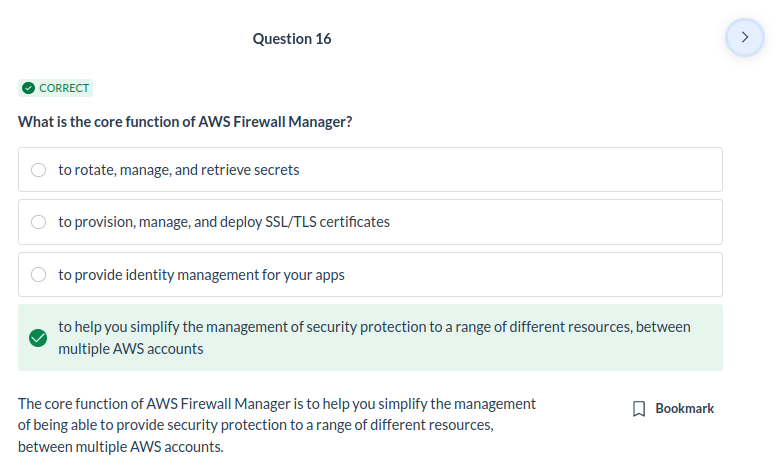 Question 16
CORRECT
What is the core function of AWS Firewall Manager?
to rotate, manage, and retrieve secrets
to provision, manage, and deploy SSL/TLS certificates
to provide identity management for your apps
to help you simplify the management of security protection to a range of different resources, between
multiple AWS accounts
The core function of AWS Firewall Manager is to help you simplify the management
of being able to provide security protection to a range of different resources,
between multiple AWS accounts.
Bookmark